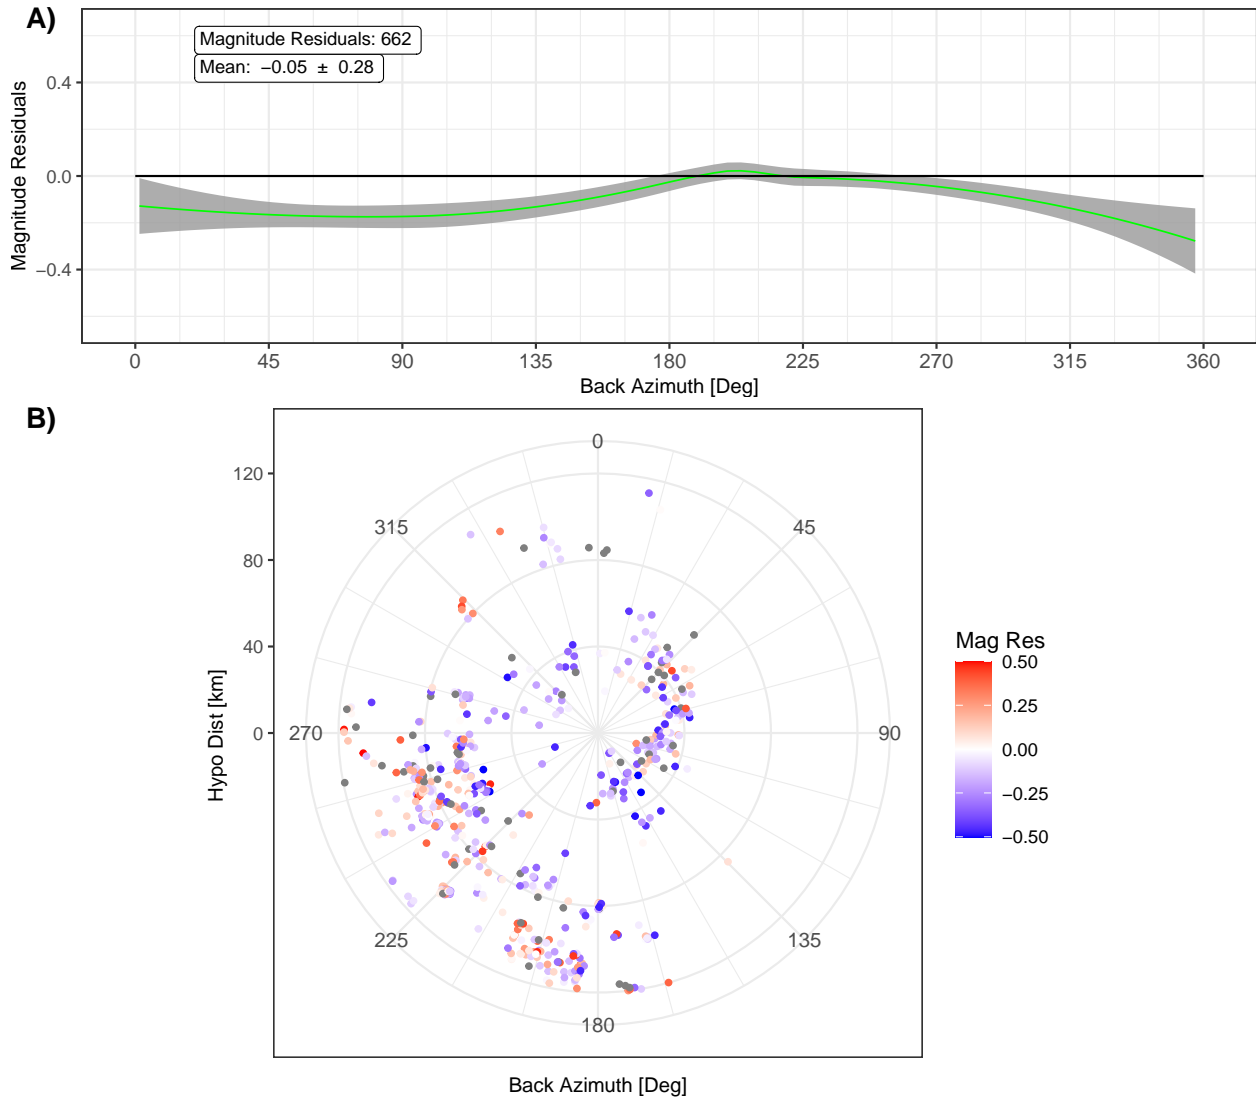 A)
Magnitude Residuals: 662
Mean:  −0.05  ±  0.28
Magnitude Residuals
0.4
0.0
−0.4
0 45 90 135 180 225 270 315 360
Back Azimuth [Deg]
B)
Hypo Dist [km]
120
80
40
0
0
45
90
135
180
225
270
315
Back Azimuth [Deg]
Mag Res
0.50
0.25
0.00
−0.25
−0.50